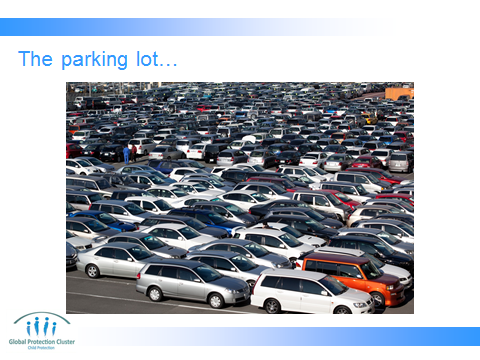 The parking lot...
Global Protection Cluster
Child Protection